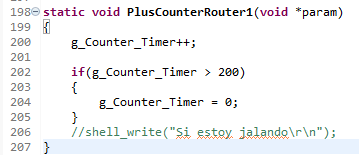 198 static void PlusCounterRouter1(void *param)
199 {
200     g_Counter_Timer++;
201
202     if(g_Counter_Timer > 200)
203     {
204         g_Counter_Timer = 0;
205     }
206     //shell_write("Si estoy jalando\r\n");
207 }